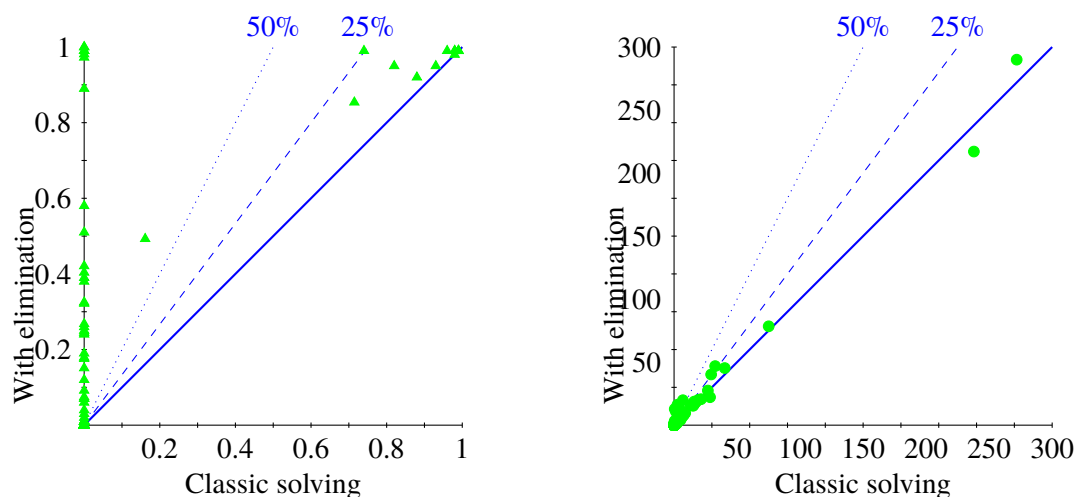 50% 25%
1
0.8
0.6
0.4
0.2
With elimination
0.2 0.4 0.6 0.8 1
Classic solving
50% 25%
300
250
200
150
100
50
With elimination
50 100 150 200 250 300
Classic solving